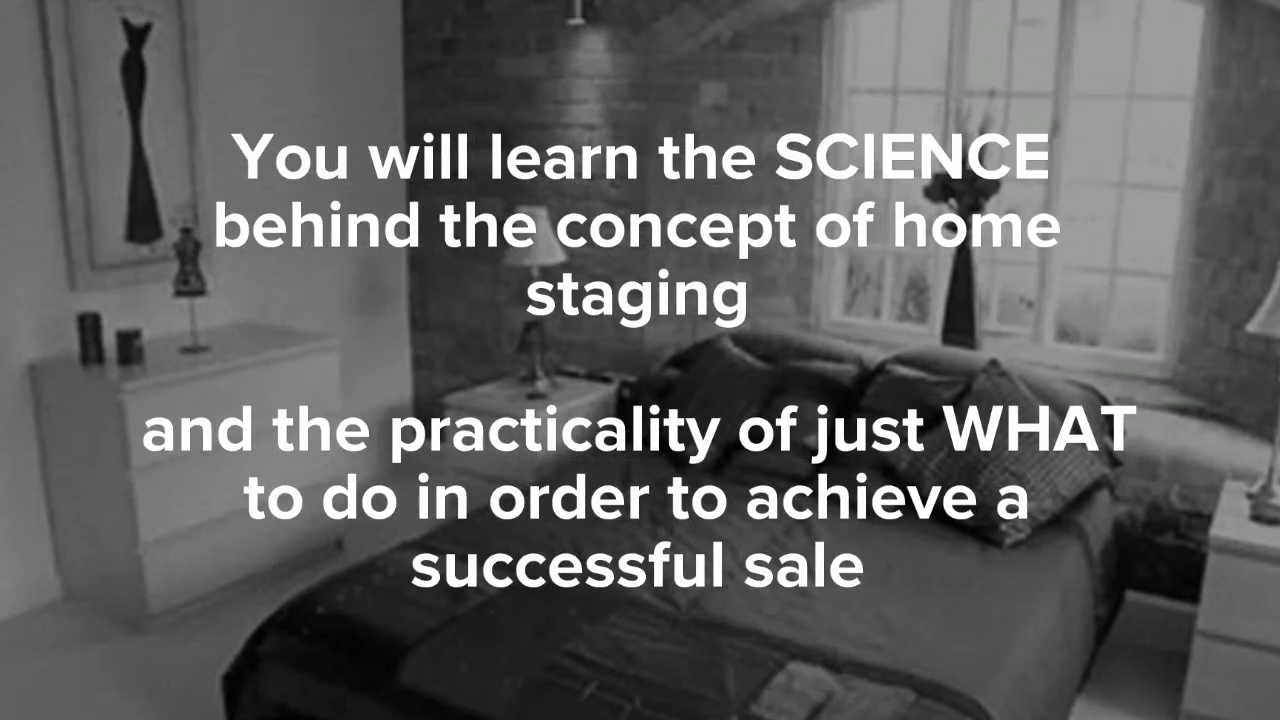 You will learn the SCIENCE
behind the concept of home
staging
and the practicality of just WHAT
to do in order to achieve a
successful sale